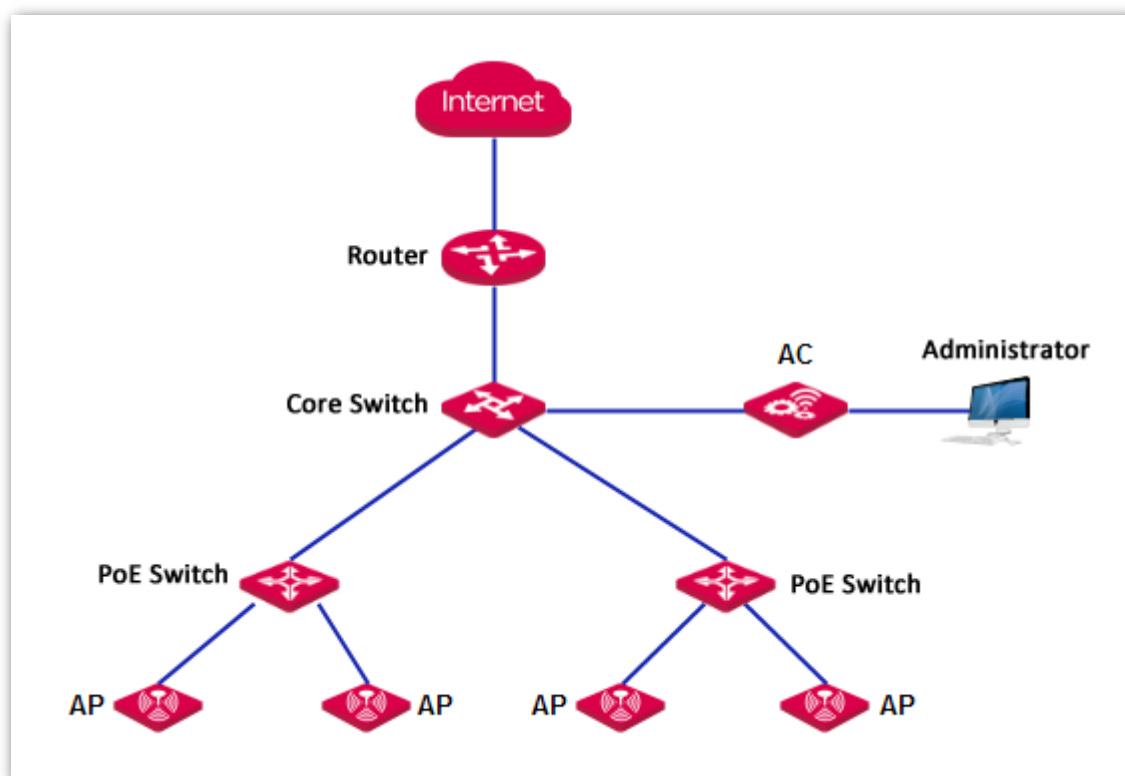 Internet
Router
AC
Administrator
Core Switch
PoE Switch
PoE Switch
AP
AP
AP
AP